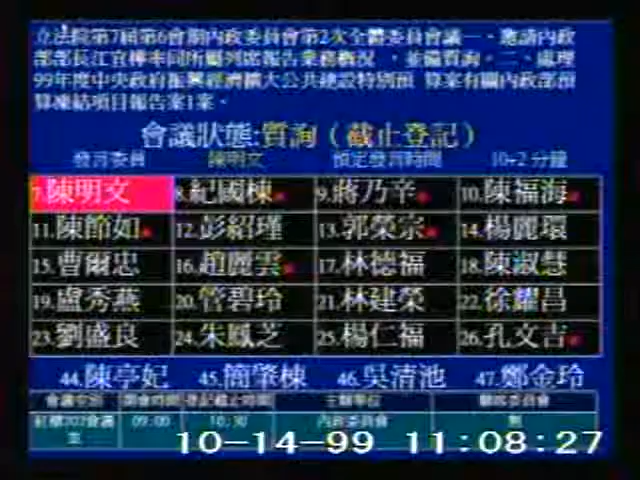 立法院第7屆第6會期內政委員會第2次全體委員會議一、邀請內政
部部長江宜樺率同所屬列席報告業務概況，並備質詢。二、處理
99年度中央政府振興經濟擴大公共建設特別預 算案有關內政部預
算凍結項目報告案1案。
會議狀態:質詢（截止登記）
發言委員 陳明文 預定發言時間 10+2 分鐘
7.陳明文 8.紀國棟 9.蔣乃辛 10.陳福海
11.陳節如 12.彭紹瑾 13.郭榮宗 14.楊麗環
15.曹爾忠 16.趙麗雲 17.林德福 18.陳淑慧
19.盧秀燕 20.管碧玲 21.林建榮 22.徐耀昌
23.劉盛良 24.朱鳳芝 25.楊仁福 26.孔文吉
44.陳亭妃 45.簡肇棟 46.吳清池 47.鄭金玲
會議室別 開會時間 登記截止時間 主辦單位 聯席委員會
紅樓202會議室 09:00 10:30 內政委員會 無
10-14-99 11:08:27